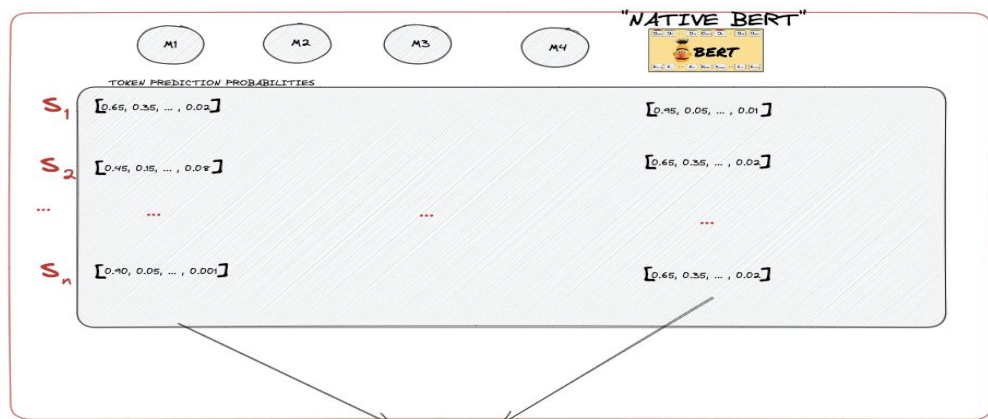 "NATIVE BERT"
M1 M2 M3 M4 BERT
TOKEN PREDICTION PROBABILITIES
S1 [0.65, 0.35, ... , 0.02] [0.95, 0.05, ... , 0.01]
S2 [0.45, 0.15, ... , 0.08] [0.65, 0.35, ... , 0.02]
... ... ... ...
Sn [0.90, 0.05, ... , 0.001] [0.65, 0.35, ... , 0.02]